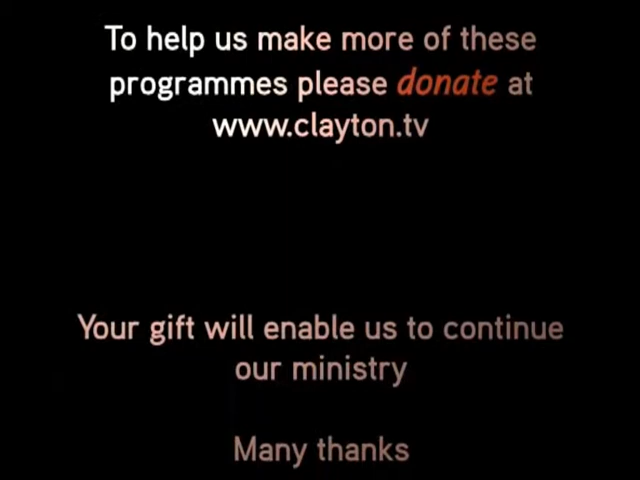 To help us make more of these
programmes please donate at
www.clayton.tv
Your gift will enable us to continue
our ministry
Many thanks